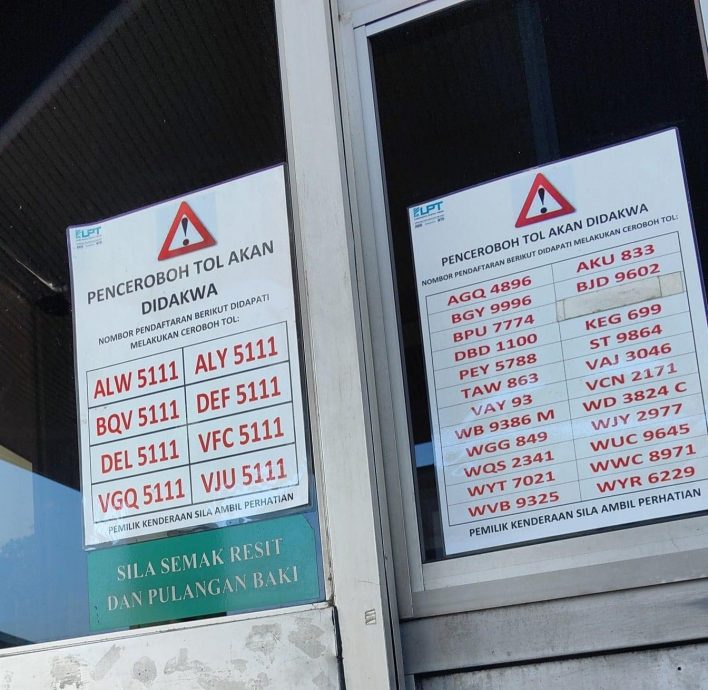 LPT
PENCEROBOH TOL AKAN
DIDAKWA
NOMBOR PENDAFTARAN BERIKUT DIDAPATI
MELAKUKAN CEROBOH TOL:
ALW 5111 ALY 5111
BQV 5111 DEF 5111
DEL 5111 VFC 5111
VGQ 5111 VJU 5111
PEMILIK KENDERAAN SILA AMBIL PERHATIAN
SILA SEMAK RESIT
DAN PULANGAN BAKI
LPT
PENCEROBOH TOL AKAN DIDAKWA
NOMBOR PENDAFTARAN BERIKUT DIDAPATI MELAKUKAN CEROBOH TOL:
AGQ 4896 AKU 833
BGY 9996 BJD 9602
BPU 7774
DBD 1100 KEG 699
PEY 5788 ST 9864
TAW 863 VAJ 3046
VAY 93 VCN 2171
WB 9386 M WD 3824 C
WGG 849 WJY 2977
WQS 2341 WUC 9645
WYT 7021 WWC 8971
WVB 9325 WYR 6229
PEMILIK KENDERAAN SILA AMBIL PERHATIAN